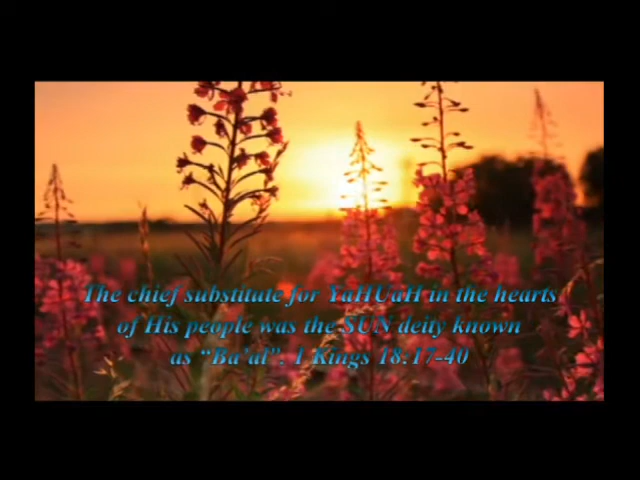 The chief substitute for YaHUaH in the hearts
of His people was the SUN deity known
as “Ba’al”. 1 Kings 18:17-40